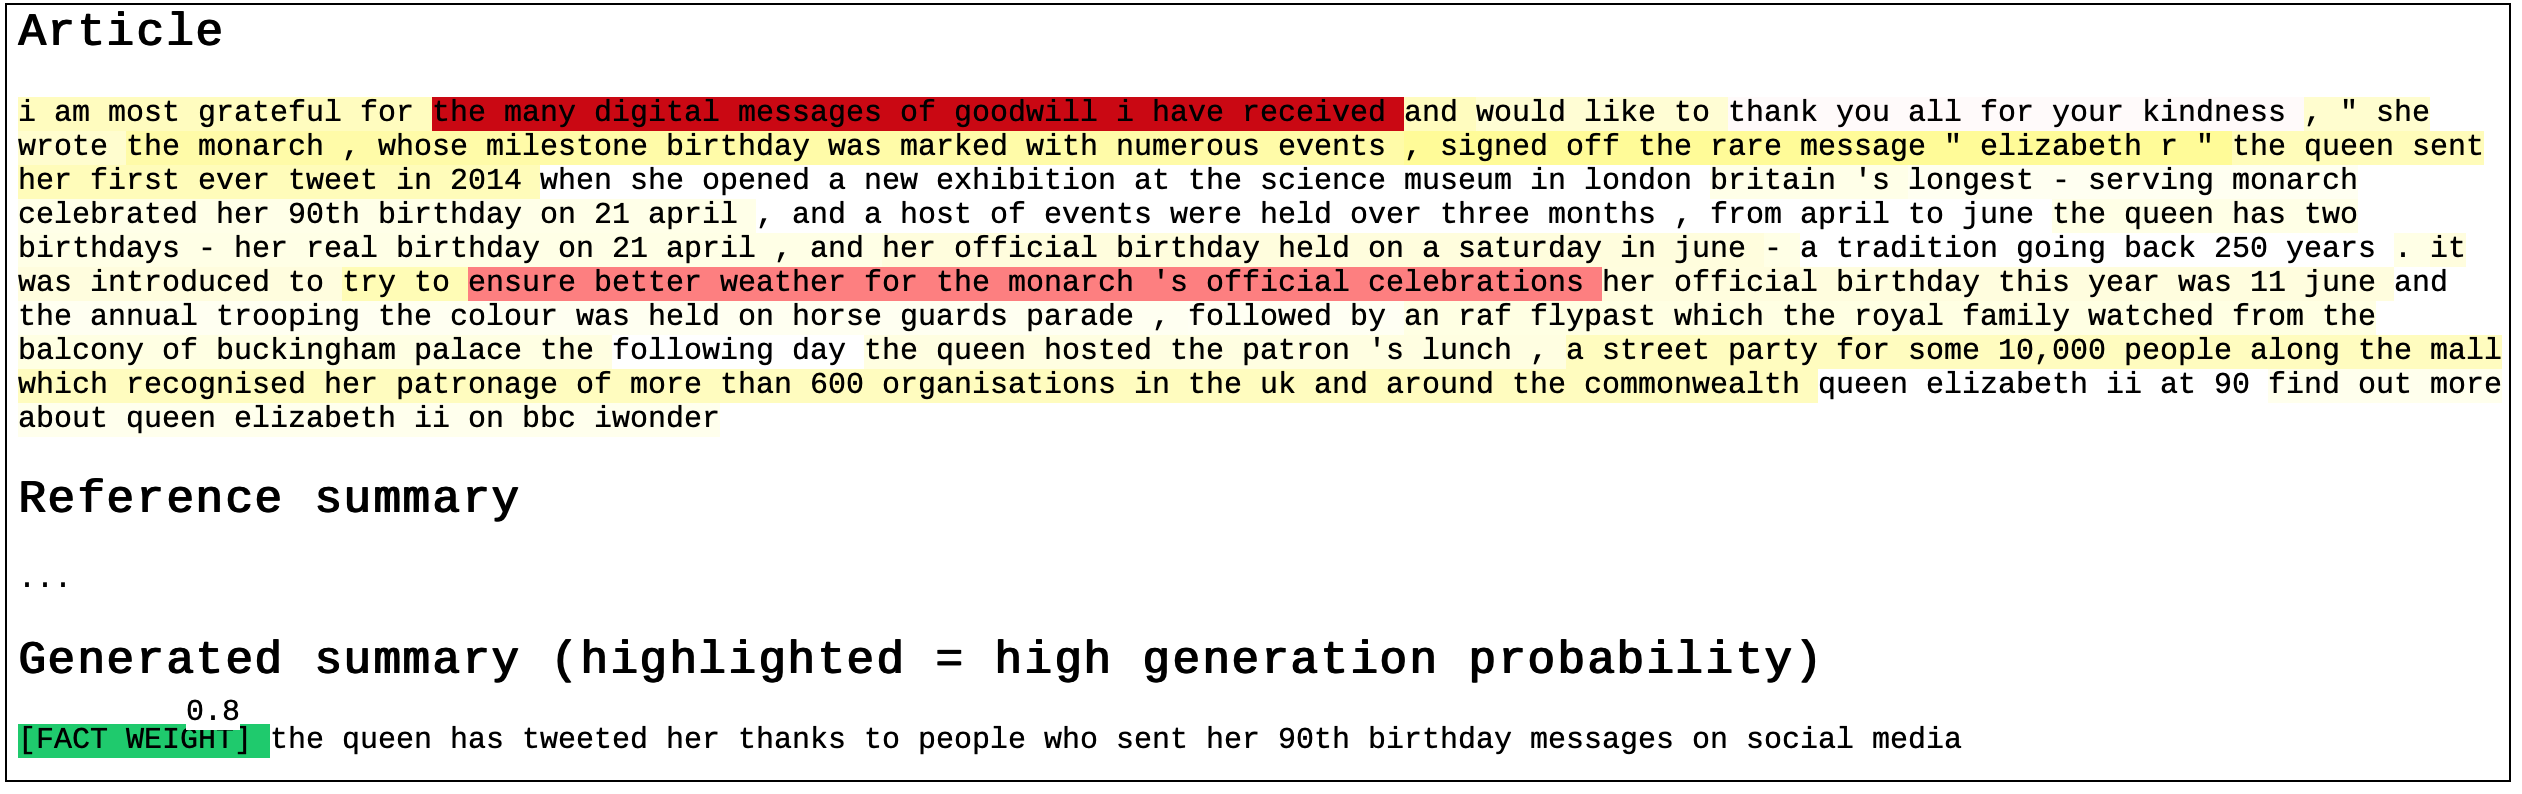 Article
i am most grateful for the many digital messages of goodwill i have received and would like to thank you all for your kindness , " she
wrote the monarch , whose milestone birthday was marked with numerous events , signed off the rare message " elizabeth r " the queen sent
her first ever tweet in 2014 when she opened a new exhibition at the science museum in london britain 's longest - serving monarch
celebrated her 90th birthday on 21 april , and a host of events were held over three months , from april to june the queen has two
birthdays - her real birthday on 21 april , and her official birthday held on a saturday in june - a tradition going back 250 years . it
was introduced to try to ensure better weather for the monarch 's official celebrations her official birthday this year was 11 june and
the annual trooping the colour was held on horse guards parade , followed by an raf flypast which the royal family watched from the
balcony of buckingham palace the following day the queen hosted the patron 's lunch , a street party for some 10,000 people along the mall
which recognised her patronage of more than 600 organisations in the uk and around the commonwealth queen elizabeth ii at 90 find out more
about queen elizabeth ii on bbc iwonder
Reference summary
...
Generated summary (highlighted = high generation probability)
0.8
[FACT WEIGHT] the queen has tweeted her thanks to people who sent her 90th birthday messages on social media